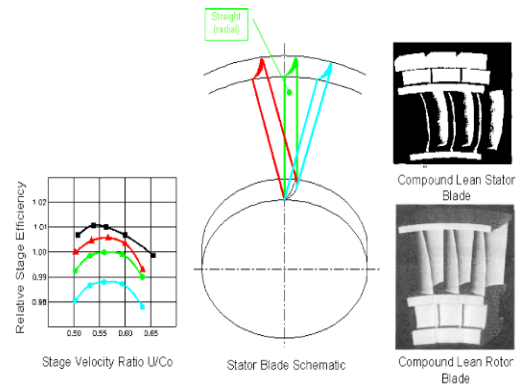 Straight
(radial)
Compound Lean Stator
Blade
Relative Stage Efficiency
1.02
1.01
1.00
0.99
0.98
0.50
0.55
0.60
0.65
Stage Velocity Ratio U/Co
Stator Blade Schematic
Compound Lean Rotor
Blade